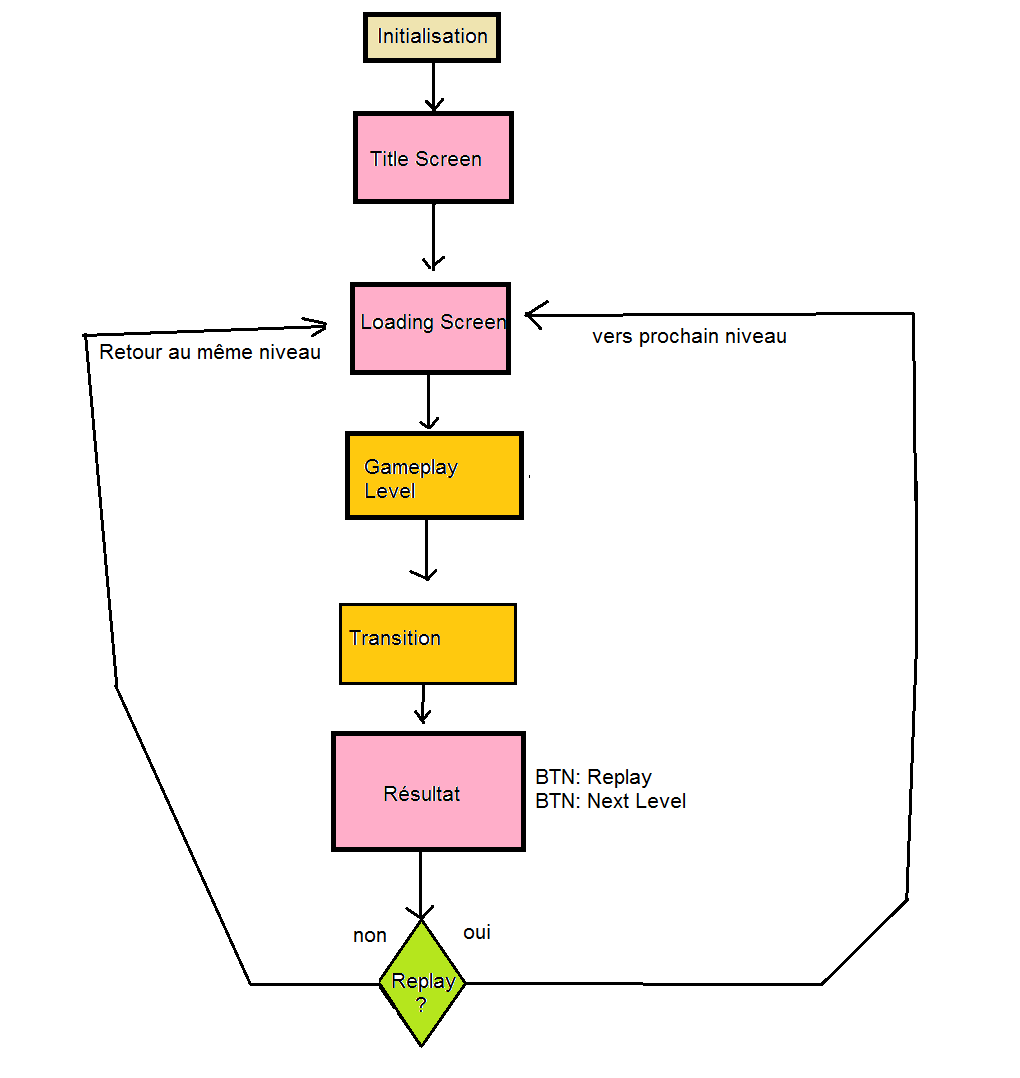 Initialisation
Title Screen
Loading Screen
Retour au même niveau
vers prochain niveau
Gameplay
Level
Transition
Résultat
BTN: Replay
BTN: Next Level
non
oui
Replay
?